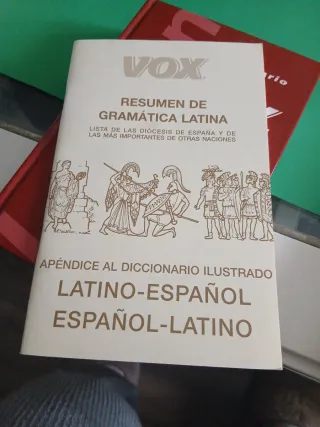 VOX
RESUMEN DE
GRAMÁTICA LATINA
LISTA DE LAS DIÓCESIS DE ESPAÑA Y DE
LAS MÁS IMPORTANTES DE OTRAS NACIONES
APÉNDICE AL DICCIONARIO ILUSTRADO
LATINO-ESPAÑOL
ESPAÑOL-LATINO